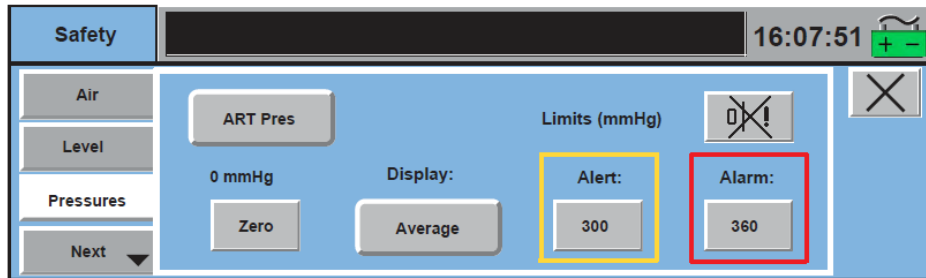 Safety
16:07:51
+ -
Air
Level
Pressures
Next
ART Pres
Limits (mmHg)
0 mmHg
Display:
Alert:
Alarm:
Zero
Average
300
360